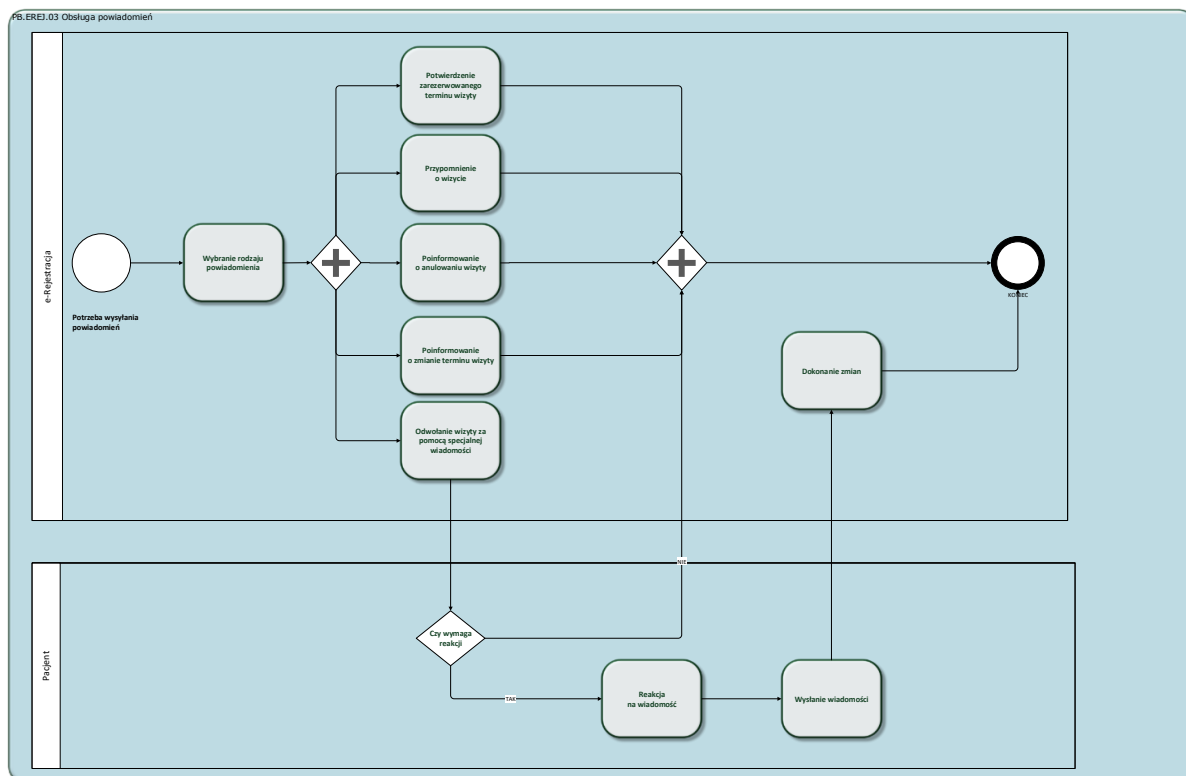 PB.EREJ.03 Obsługa powiadomień
e-Rejestracja
Potwierdzenie
zarezerwowanego
terminu wizyty
Przypomnienie
o wizycie
Wybranie rodzaju
powiadomienia
Poinformowanie
o anulowaniu wizyty
Potrzeba wysyłania
powiadomień
KONIEC
Poinformowanie
o zmianie terminu wizyty
Dokonanie zmian
Odwołanie wizyty za
pomocą specjalnej
wiadomości
Pacjent
NIE
Czy wymaga
reakcji
TAK
Reakcja
na wiadomość
Wysłanie wiadomości